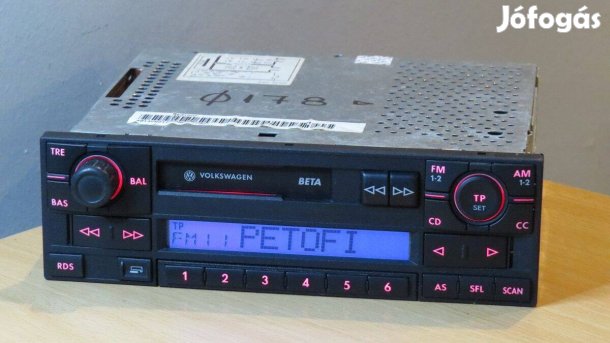 Jófogás
Ø178
TRE
BAL
BAS
VOLKSWAGEN
BETA
FM
1-2
AM
1-2
TP
SET
CD
CC
TP
FM11
PETOFI
RDS
1 2 3 4 5 6
AS SFL SCAN